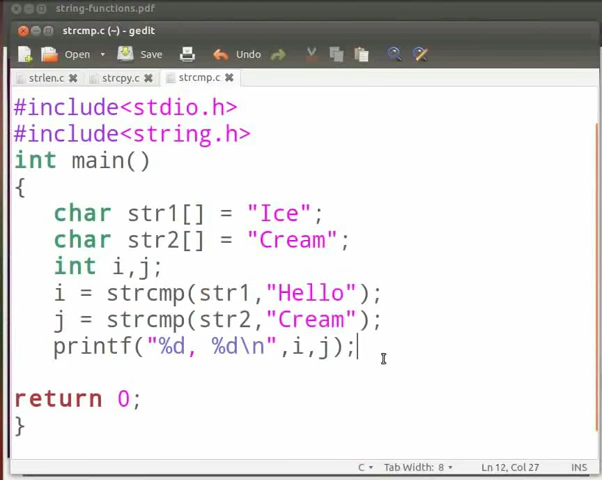 string-functions.pdf
strcmp.c (~) - gedit
Open Save Undo
strlen.c strcpy.c strcmp.c
#include<stdio.h>
#include<string.h>
int main()
{
char str1[] = "Ice";
char str2[] = "Cream";
int i,j;
i = strcmp(str1,"Hello");
j = strcmp(str2,"Cream");
printf("%d, %d\n",i,j);
return 0;
}
C Tab Width: 8 Ln 12, Col 27 INS